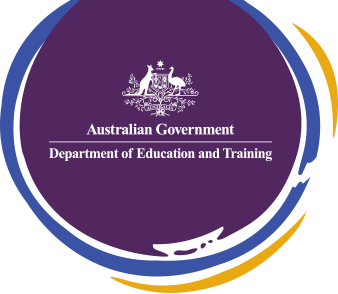 Australian Government
Department of Education and Training